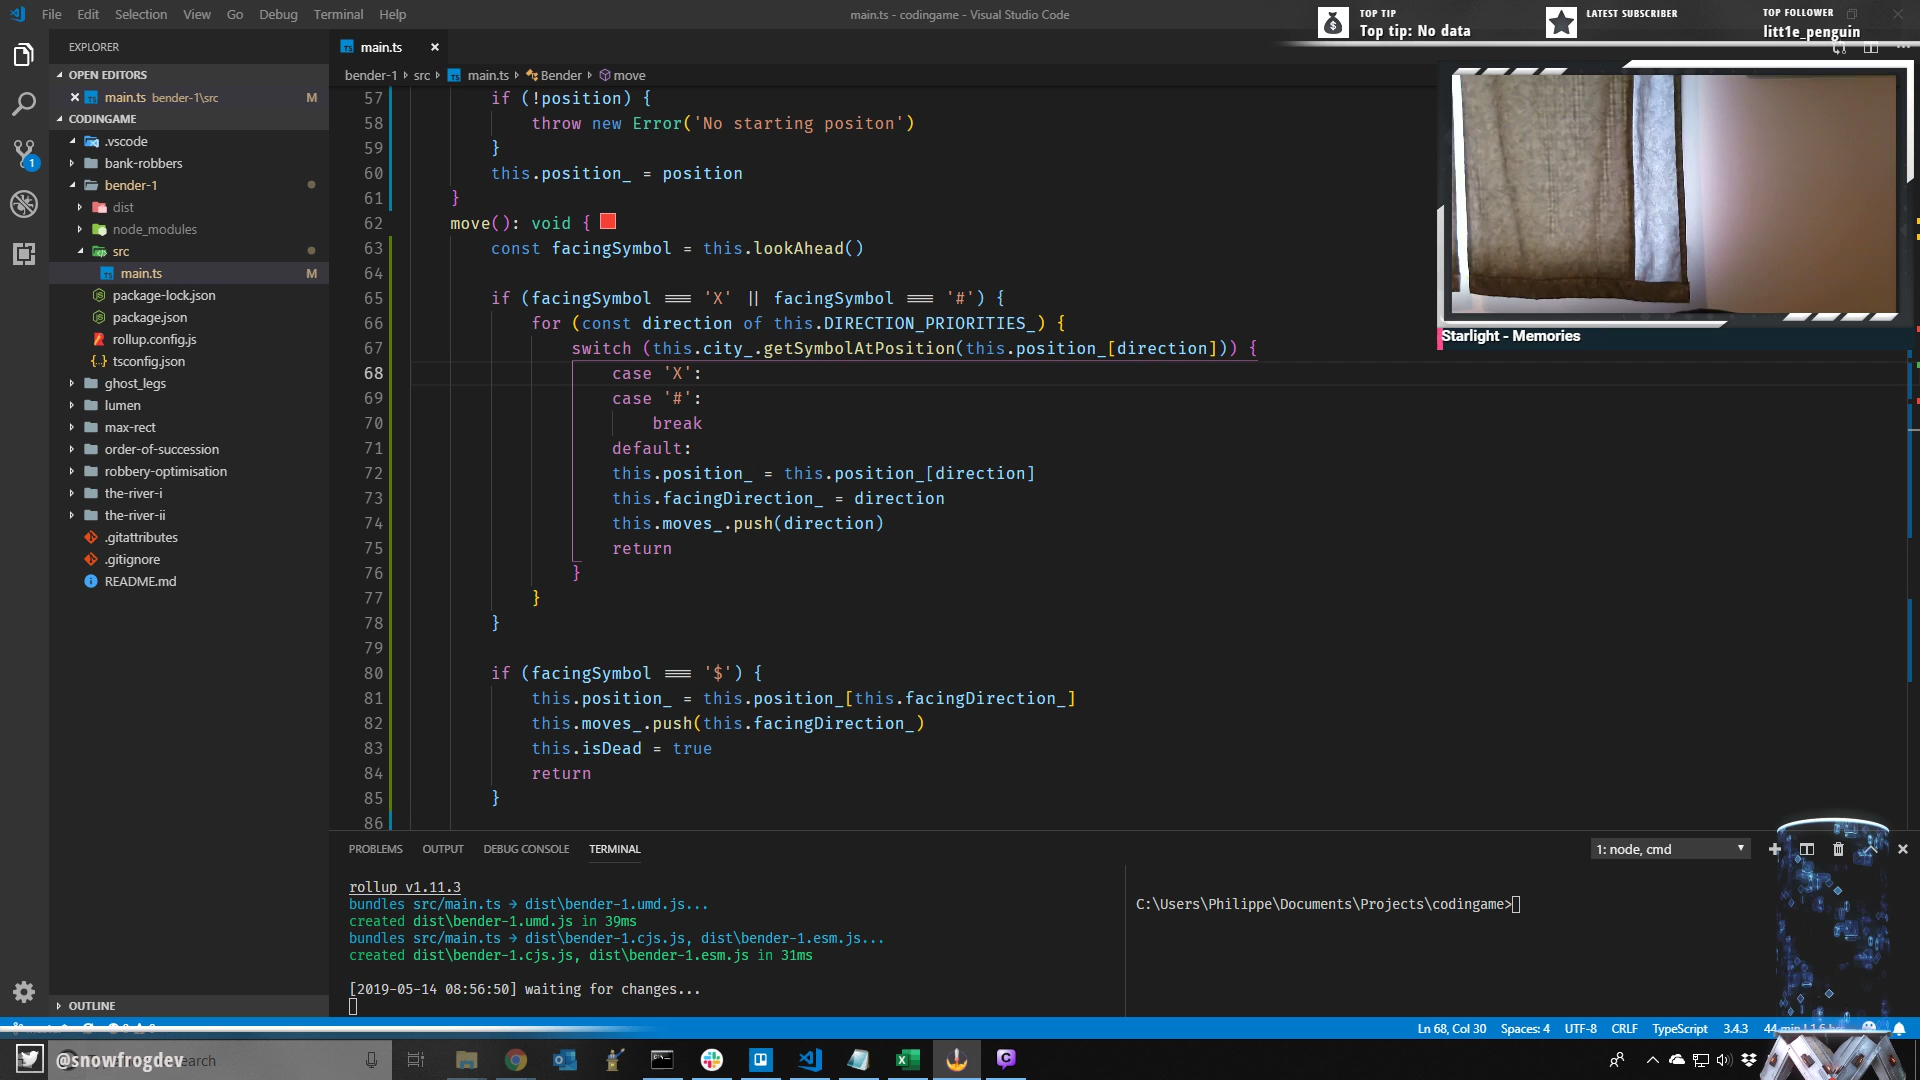 File Edit Selection View Go Debug Terminal Help
main.ts - codingame - Visual Studio Code
TOP TIP
Top tip: No data
LATEST SUBSCRIBER
TOP FOLLOWER
litt1e_penguin
EXPLORER
main.ts
OPEN EDITORS
main.ts bender-1\src M
CODINGAME
.vscode
bank-robbers
bender-1
dist
node_modules
src
main.ts M
package-lock.json
package.json
rollup.config.js
tsconfig.json
ghost_legs
lumen
max-rect
order-of-succession
robbery-optimisation
the-river-i
the-river-ii
.gitattributes
.gitignore
README.md
OUTLINE
bender-1 src main.ts Bender move
57 if (!position) {
58 throw new Error('No starting positon')
59 }
60 this.position_ = position
61 }
62 move(): void {
63 const facingSymbol = this.lookAhead()
64
65 if (facingSymbol === 'X' || facingSymbol === '#') {
66 for (const direction of this.DIRECTION_PRIORITIES_) {
67 switch (this.city_.getSymbolAtPosition(this.position_[direction])) {
68 case 'X':
69 case '#':
70 break
71 default:
72 this.position_ = this.position_[direction]
73 this.facingDirection_ = direction
74 this.moves_.push(direction)
75 return
76 }
77 }
78 }
79
80 if (facingSymbol === '$') {
81 this.position_ = this.position_[this.facingDirection_]
82 this.moves_.push(this.facingDirection_)
83 this.isDead = true
84 return
85 }
86
Starlight - Memories
PROBLEMS OUTPUT DEBUG CONSOLE TERMINAL
1: node, cmd
rollup v1.11.3
bundles src/main.ts → dist\bender-1.umd.js...
created dist\bender-1.umd.js in 39ms
bundles src/main.ts → dist\bender-1.cjs.js, dist\bender-1.esm.js...
created dist\bender-1.cjs.js, dist\bender-1.esm.js in 31ms
[2019-05-14 08:56:50] waiting for changes...
C:\Users\Philippe\Documents\Projects\codingame>
Ln 68, Col 30 Spaces: 4 UTF-8 CRLF TypeScript 3.4.3 44 min
@snowfrogdev